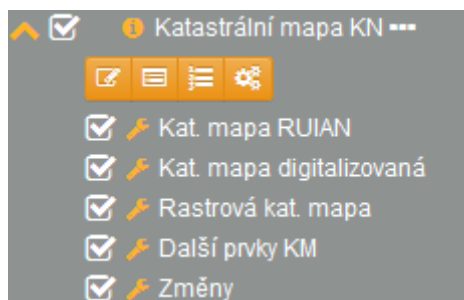 Katastrální mapa KN
Kat. mapa RUIAN
Kat. mapa digitalizovaná
Rastrová kat. mapa
Další prvky KM
Změny